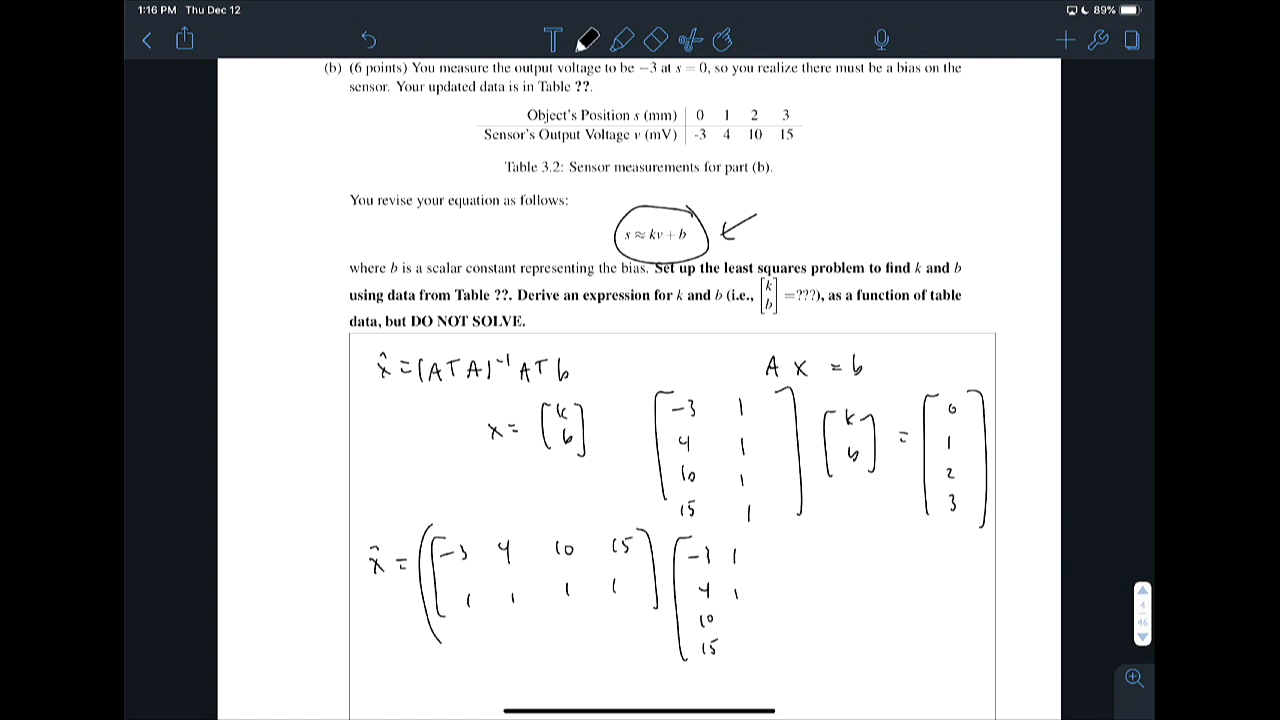 1:16 PM Thu Dec 12
89%
(b) (6 points) You measure the output voltage to be −3 at s = 0, so you realize there must be a bias on the
sensor. Your updated data is in Table ??.
Object's Position s (mm) 0 1 2 3
Sensor's Output Voltage v (mV) -3 4 10 15
Table 3.2: Sensor measurements for part (b).
You revise your equation as follows:
s ≈ kv + b
where b is a scalar constant representing the bias. Set up the least squares problem to find k and b
using data from Table ??. Derive an expression for k and b (i.e., [k b] =???), as a function of table
data, but DO NOT SOLVE.
x̂ = (ATA)⁻¹ ATb A x = b
x = [k b]
-3 1 k 0
4 1 b = 1
10 1 2
15 1 3
x̂ = ([-3 4 10 15 -3 1
1 1 1 1] 4 1
10
15
4
46